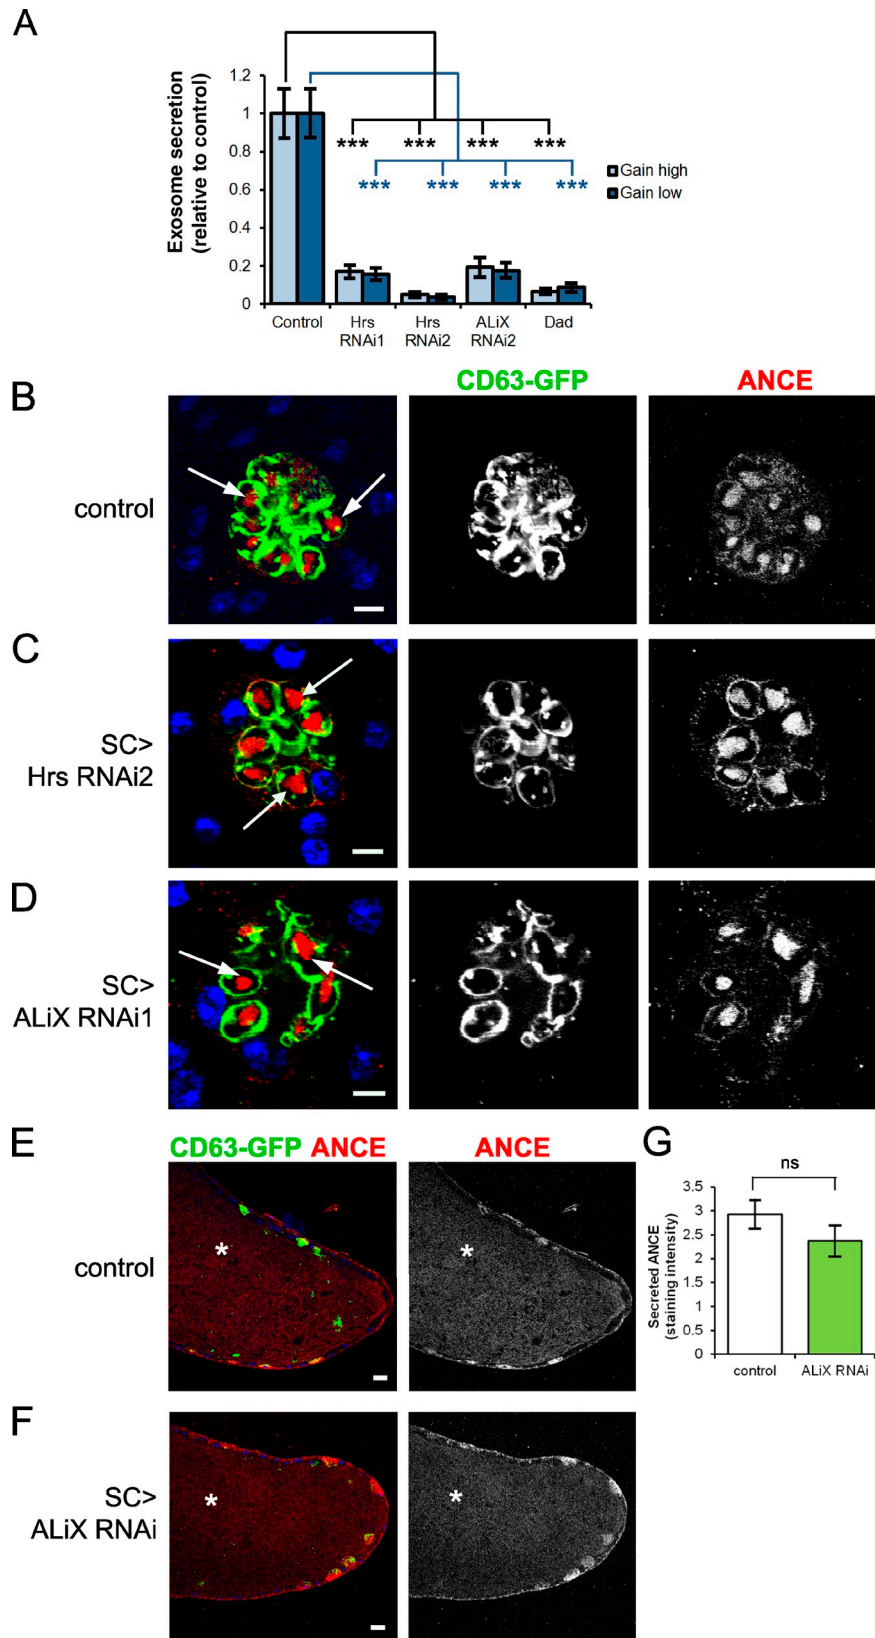 A
Exosome secretion
(relative to control)
1.2
1
0.8
0.6
0.4
0.2
0
*** *** *** ***
*** *** *** ***
Gain high
Gain low
Control
Hrs
RNAi1
Hrs
RNAi2
ALiX
RNAi2
Dad
CD63-GFP
ANCE
B
control
C
SC>
Hrs RNAi2
D
SC>
ALiX RNAi1
E
CD63-GFP ANCE
ANCE
control
*
*
F
SC>
ALiX RNAi
*
*
G
ns
Secreted ANCE
(staining intensity)
3.5
3
2.5
2
1.5
1
0.5
0
control
ALiX RNAi